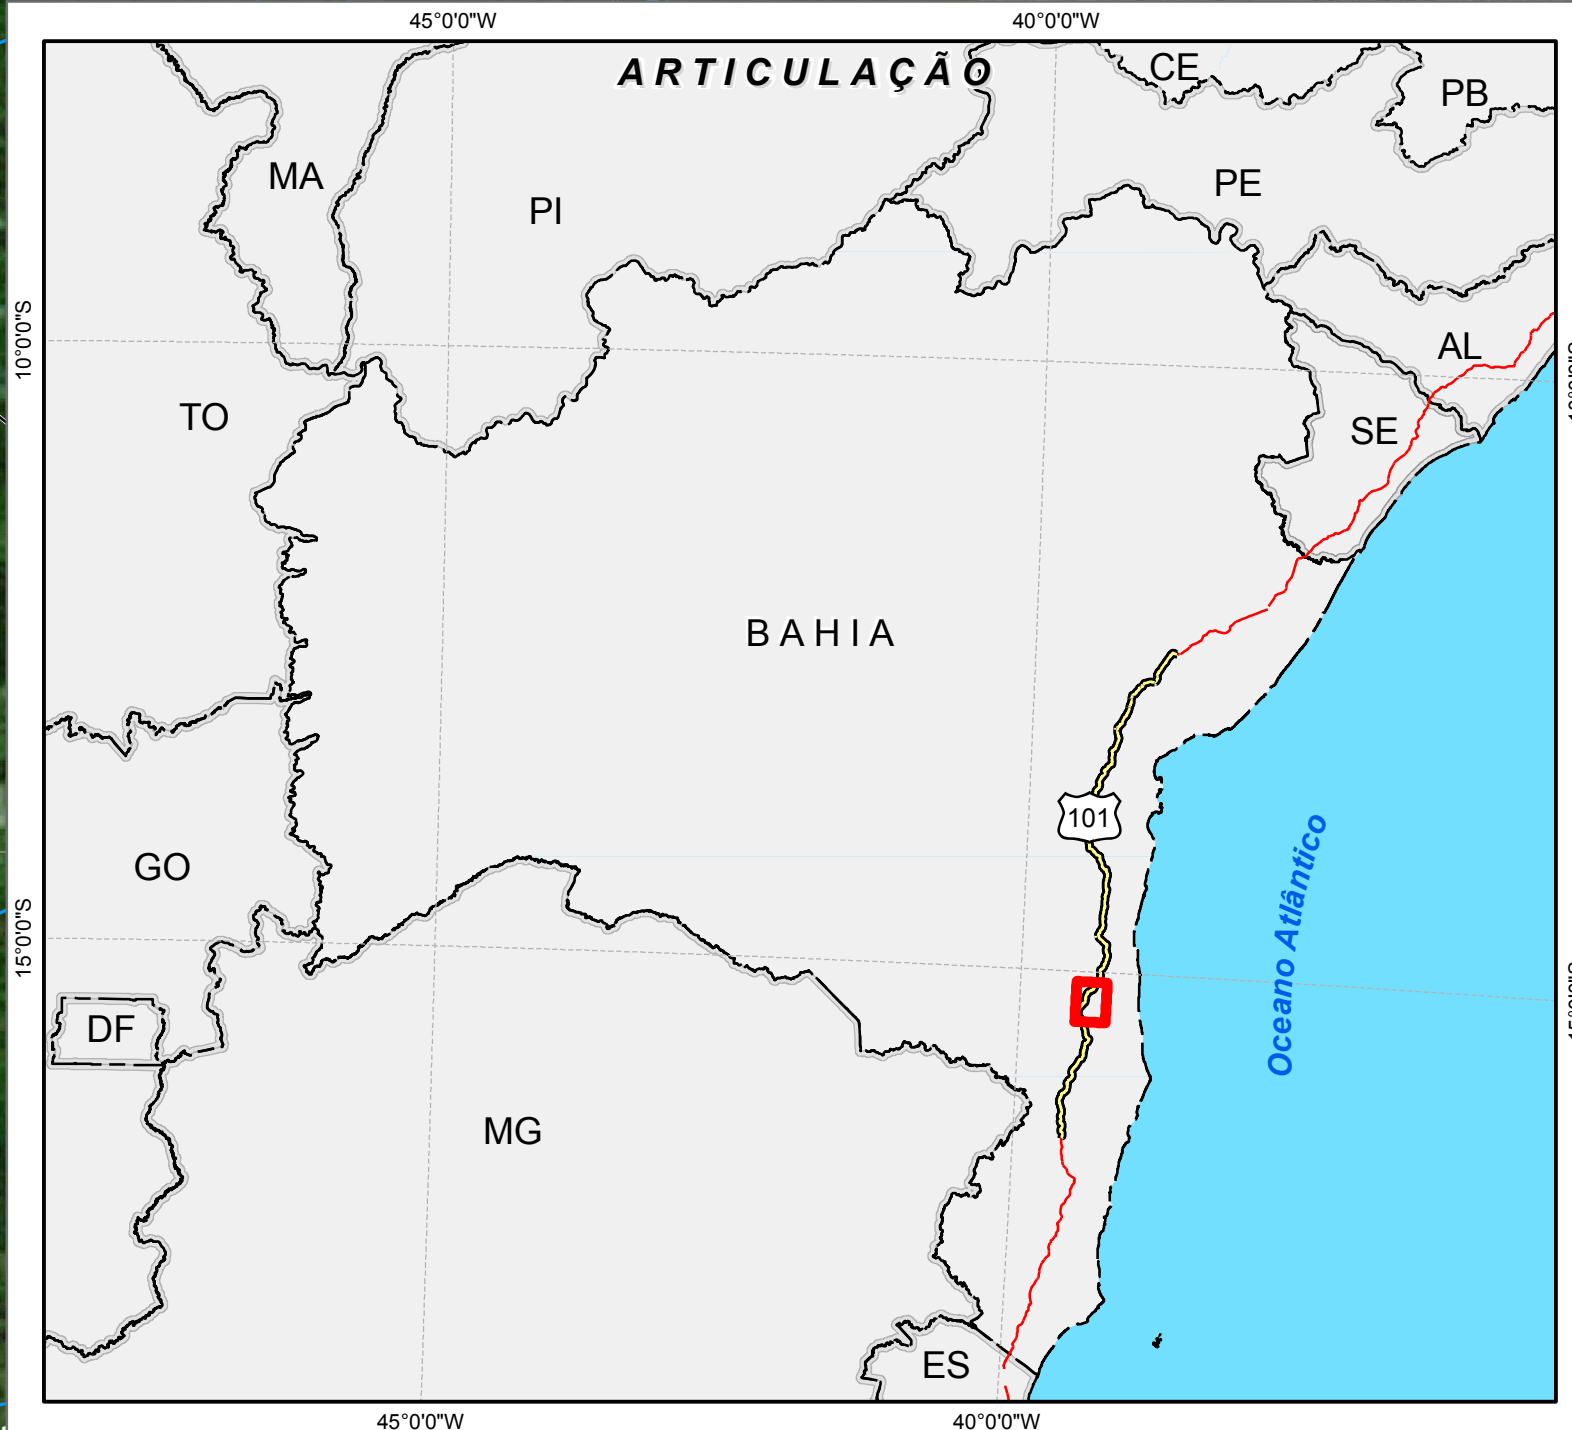 45°0'0"W
40°0'0"W
ARTICULAÇÃO
CE
PB
MA
PE
PI
10°0'0"S
AL
TO
SE
BAHIA
101
GO
Oceano Atlântico
15°0'0"S
DF
MG
ES
45°0'0"W
40°0'0"W